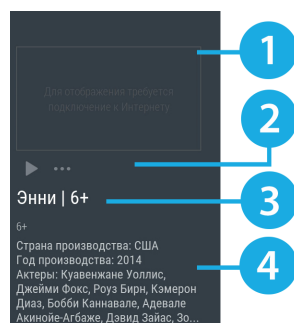 1
Для отображения требуется
подключение к Интернету
2
Энни | 6+
3
6+
Страна производства: США
Год производства: 2014
Актеры: Куавенжане Уоллис,
Джейми Фокс, Роуз Бирн, Кэмерон
Диаз, Бобби Каннавале, Адевале
Акинойе-Агбаже, Дэвид Зайас, Зо...
4